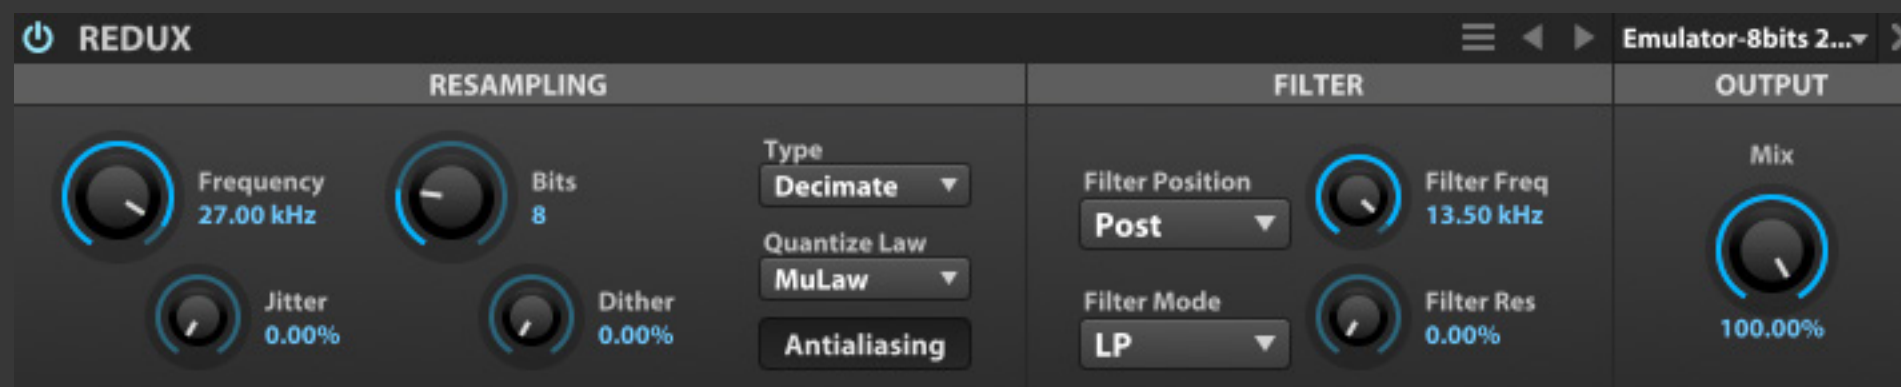 REDUX
Emulator-8bits 2...
RESAMPLING
FILTER
OUTPUT
Frequency
27.00 kHz
Bits
8
Jitter
0.00%
Dither
0.00%
Type
Decimate
Quantize Law
MuLaw
Antialiasing
Filter Position
Post
Filter Freq
13.50 kHz
Filter Mode
LP
Filter Res
0.00%
Mix
100.00%